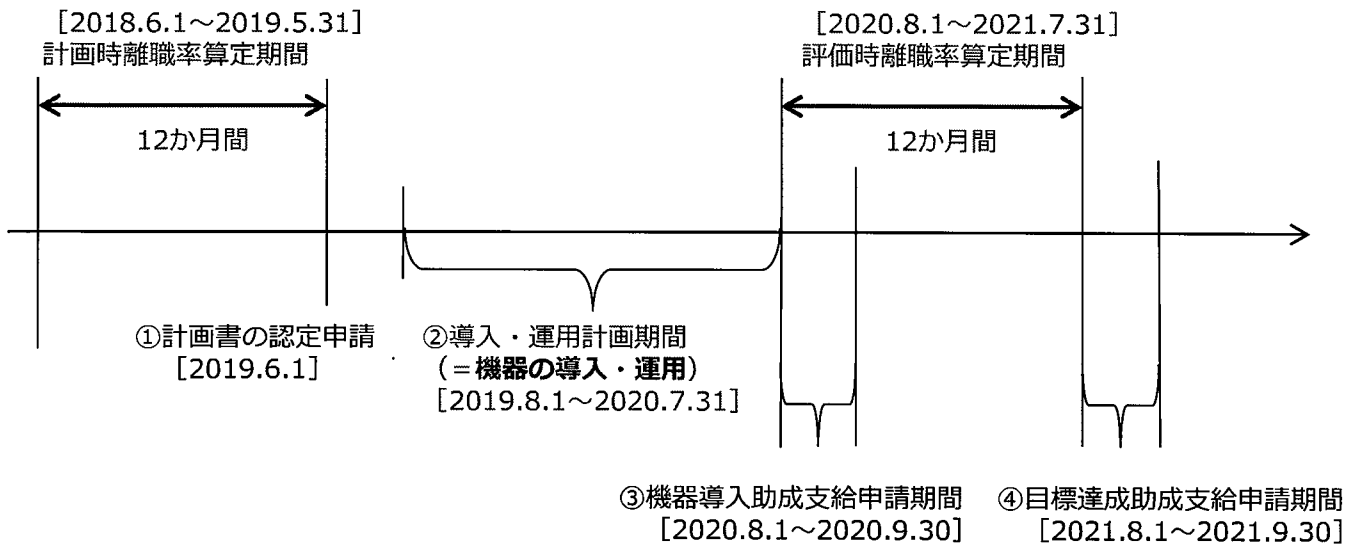 [2018.6.1~2019.5.31]
計画時離職率算定期間
12か月間
[2020.8.1~2021.7.31]
評価時離職率算定期間
12か月間
①計画書の認定申請
[2019.6.1]
②導入・運用計画期間
(=機器の導入・運用)
[2019.8.1~2020.7.31]
③機器導入助成支給申請期間
[2020.8.1~2020.9.30]
④目標達成助成支給申請期間
[2021.8.1~2021.9.30]